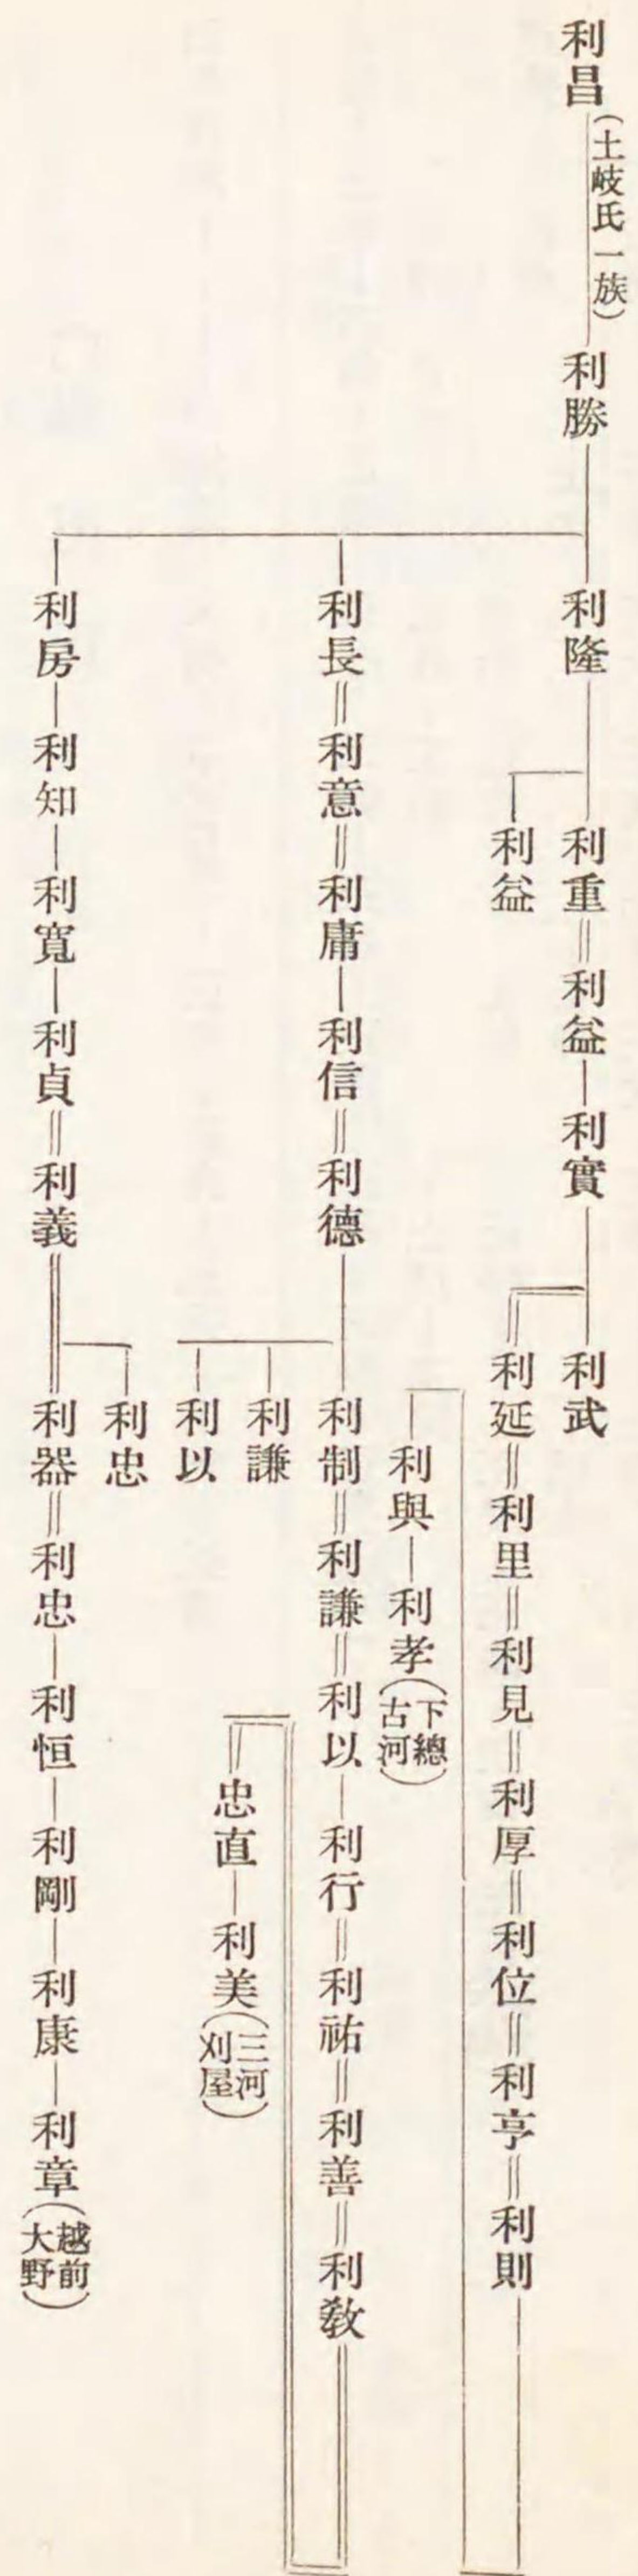 利昌(土岐氏一族)
利勝
利隆
利重
利益
利實
利武
利益
利延
利里
利見
利厚
利位
利亨
利則
利與
利孝(下總古河)
利長
利意
利庸
利信
利德
利制
利謙
利以
利行
利祐
利善
利敎
利謙
利以
忠直
利美(三河刈屋)
利房
利知
利寬
利貞
利義
利忠
利器
利忠
利恒
利剛
利康
利章(越前大野)